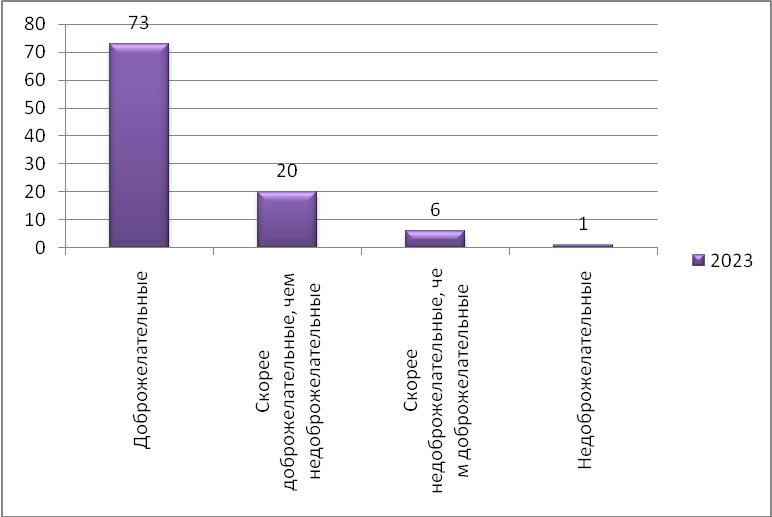 80
70
60
50
40
30
20
10
0
73
20
6
1
Доброжелательные
Скорее
доброжелательные, чем
недоброжелательные
Скорее
недоброжелательные, че
м доброжелательные
Недоброжелательные
2023